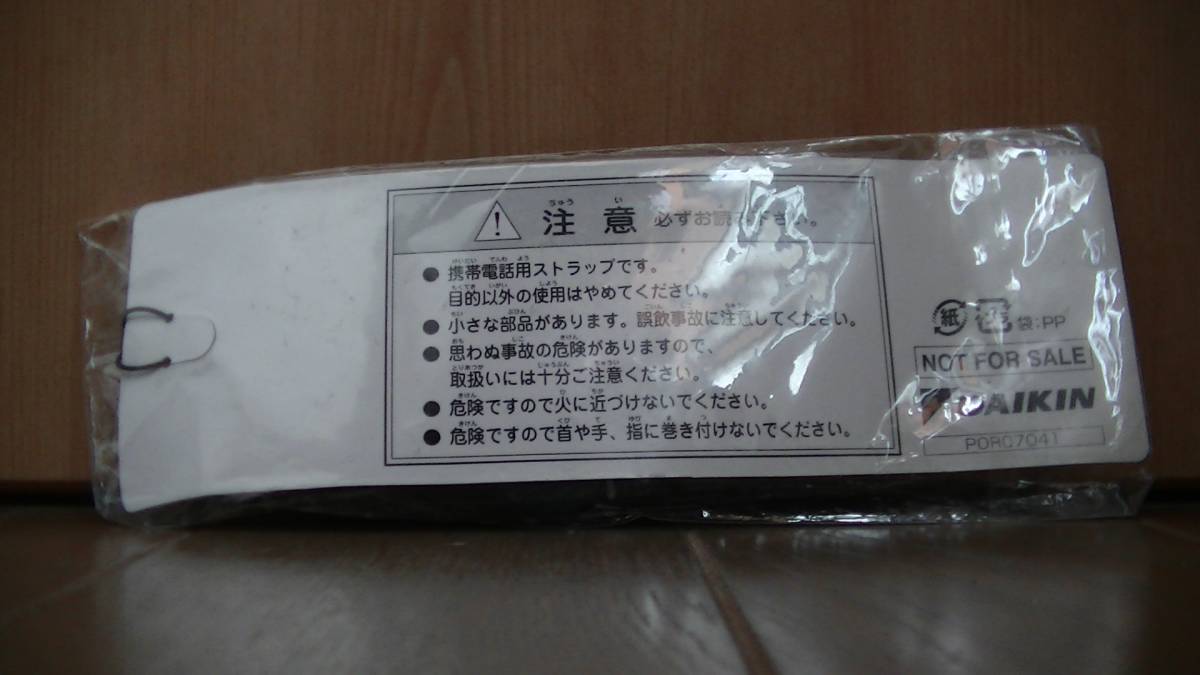 注意 必ずお読み下さい。
●携帯電話用ストラップです。
目的以外の使用はやめてください。
●小さな部品があります。誤飲事故に注意してください。
●思わぬ事故の危険がありますので、
取扱いには十分ご注意ください。
●危険ですので火に近づけないでください。
●危険ですので首や手、指に巻き付けないでください。
紙 袋:PP
NOT FOR SALE
DAIKIN
POR07041